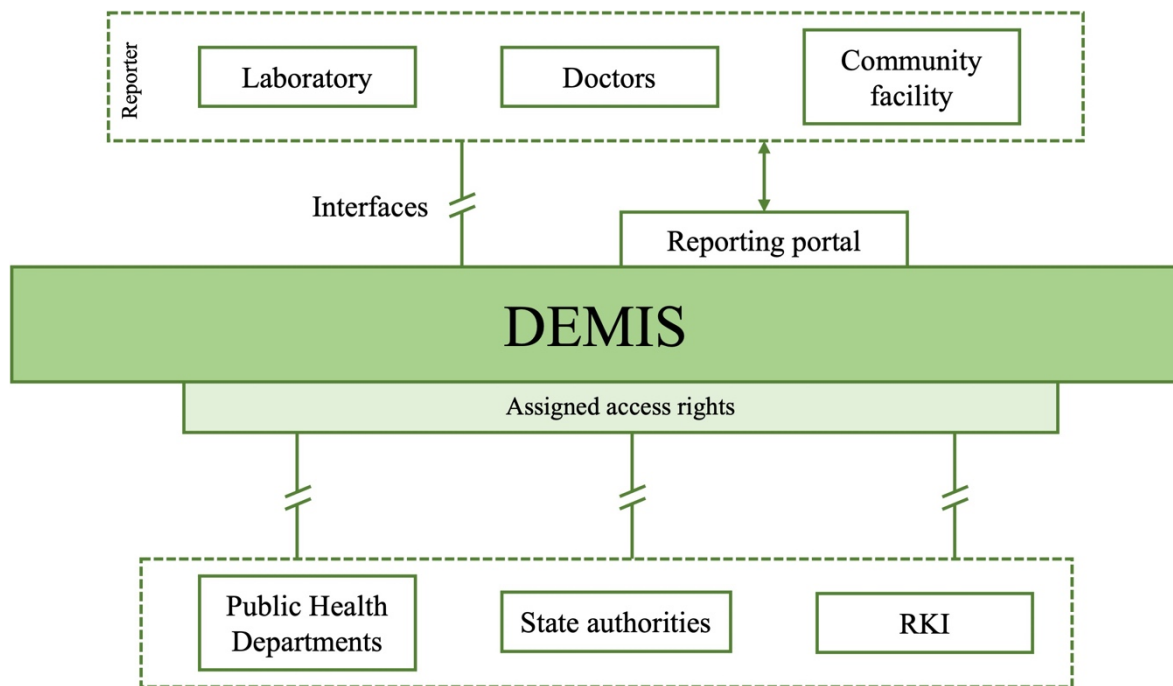 Reporter
Laboratory
Doctors
Community
facility
Interfaces
Reporting portal
DEMIS
Assigned access rights
Public Health
Departments
State authorities
RKI